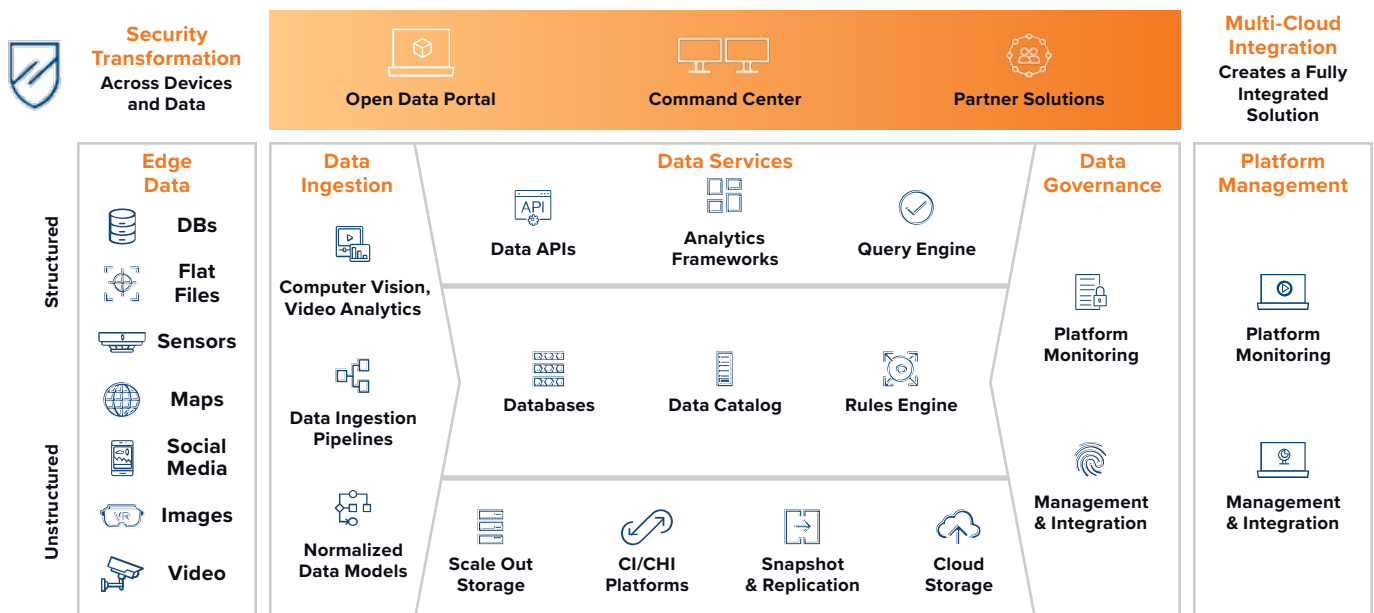 Security
Transformation
Across Devices
and Data
Open Data Portal
Command Center
Partner Solutions
Multi-Cloud
Integration
Creates a Fully
Integrated
Solution
Structured
Unstructured
Edge
Data
DBs
Flat
Files
Sensors
Maps
Social
Media
VR
Images
Video
Data
Ingestion
Computer Vision,
Video Analytics
Data Ingestion
Pipelines
Normalized
Data Models
Data Services
API
Data APIs
Analytics
Frameworks
Query Engine
Databases
Data Catalog
Rules Engine
Scale Out
Storage
CI/CHI
Platforms
Snapshot
& Replication
Cloud
Storage
Data
Governance
Platform
Monitoring
Management
& Integration
Platform
Management
Platform
Monitoring
Management
& Integration